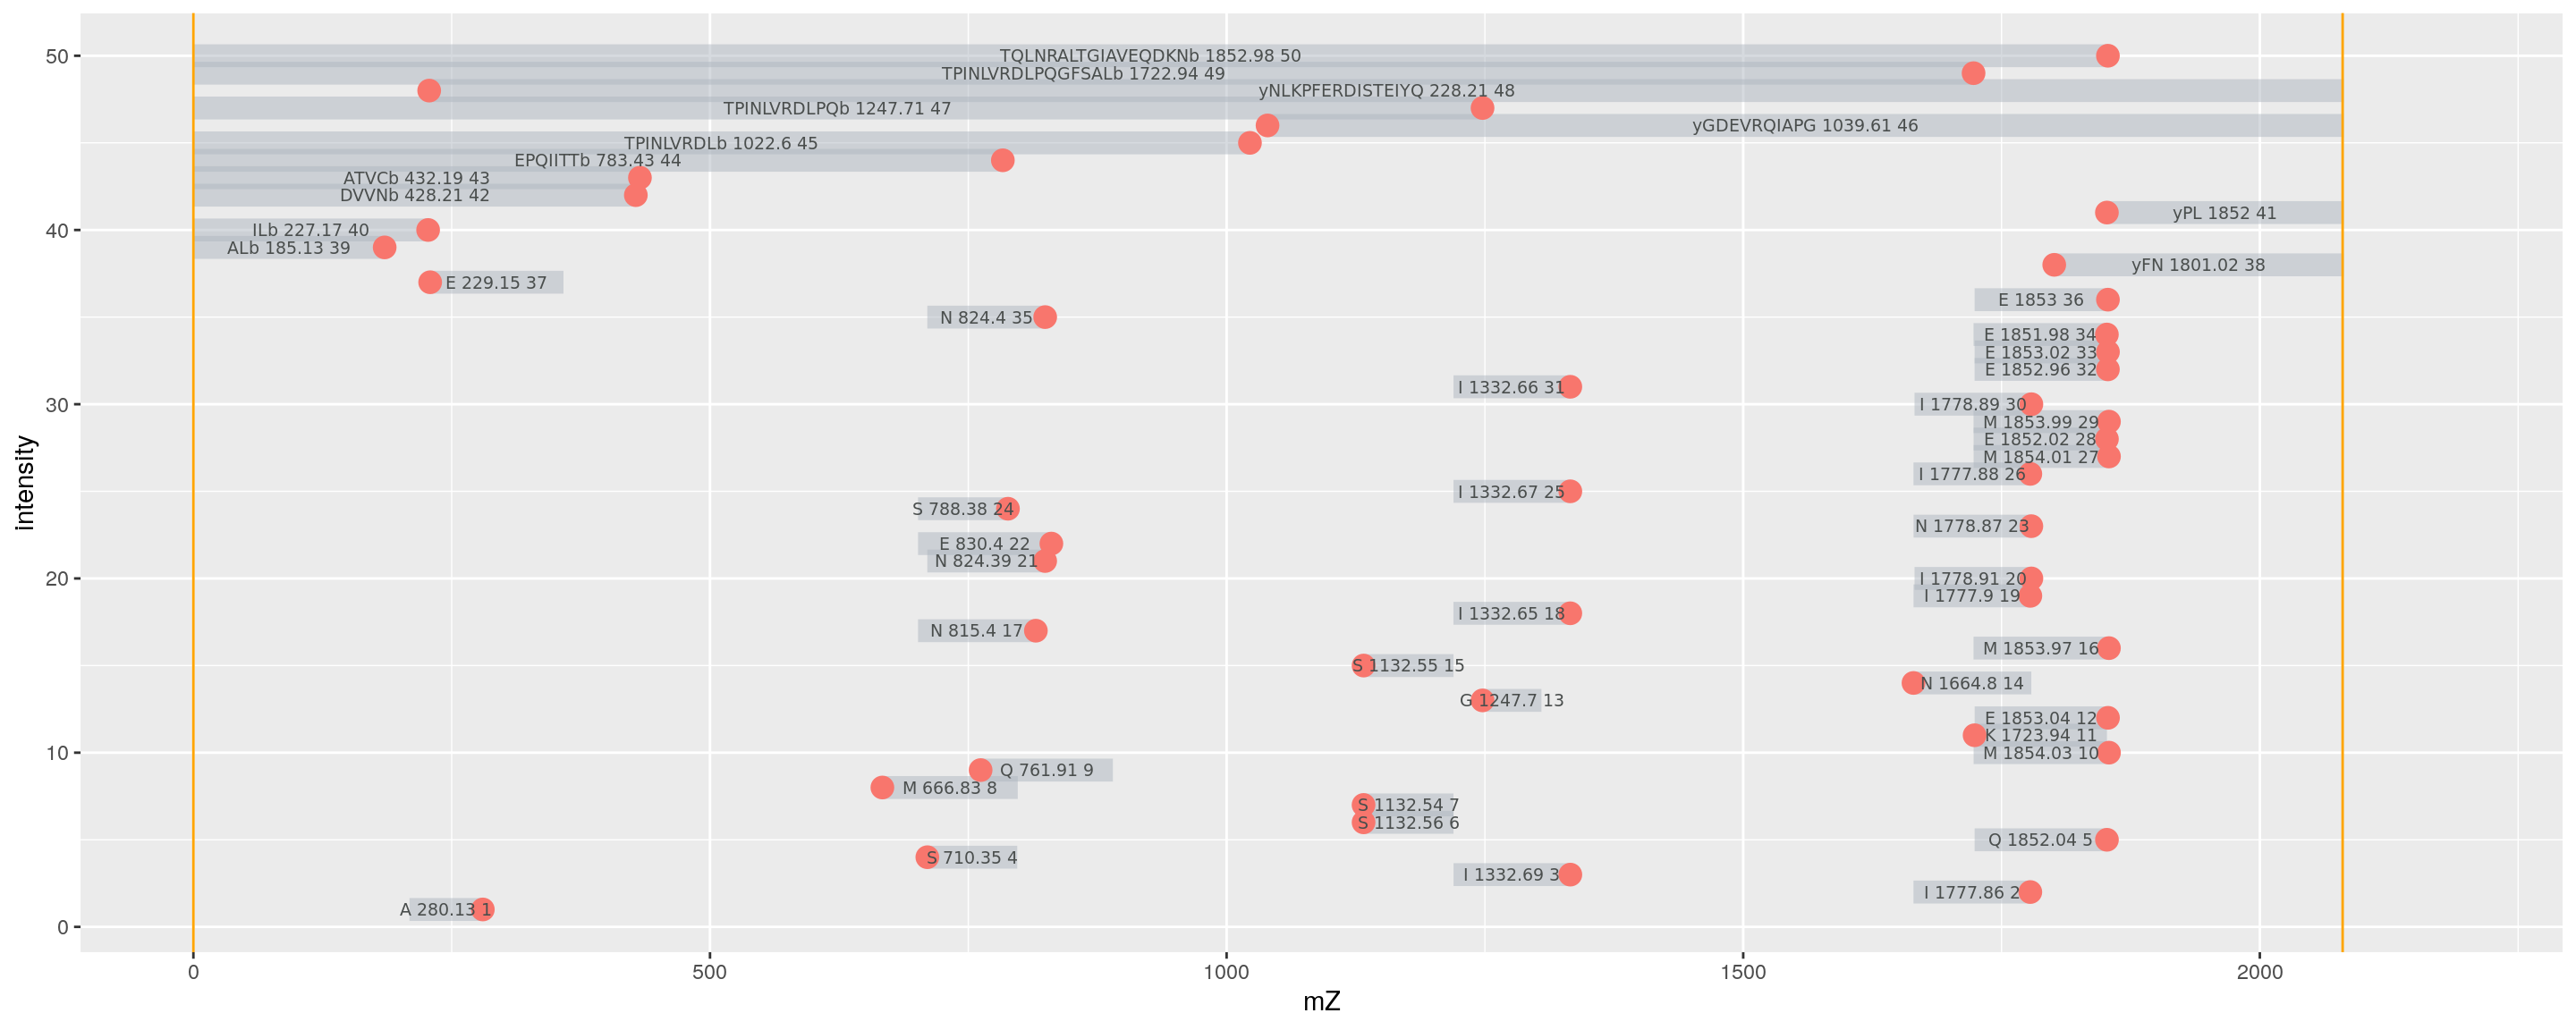 50
TQLNRALTGIAVEQDKNb 1852.98 50
TPINLVRDLPQGFSALb 1722.94 49
yNLKPFERDISTEIYQ 228.21 48
TPINLVRDLPQb 1247.71 47
yGDEVRQIAPG 1039.61 46
TPINLVRDLb 1022.6 45
EPQIITTb 783.43 44
ATVCb 432.19 43
DVVNb 428.21 42
yPL 1852 41
40
ILb 227.17 40
ALb 185.13 39
yFN 1801.02 38
E 229.15 37
E 1853 36
N 824.4 35
E 1851.98 34
E 1853.02 33
E 1852.96 32
I 1332.66 31
30
I 1778.89 30
M 1853.99 29
E 1852.02 28
M 1854.01 27
I 1777.88 26
I 1332.67 25
S 788.38 24
N 1778.87 23
E 830.4 22
N 824.39 21
20
I 1778.91 20
I 1777.9 19
I 1332.65 18
N 815.4 17
M 1853.97 16
S 1132.55 15
N 1664.8 14
G 1247.7 13
E 1853.04 12
K 1723.94 11
10
M 1854.03 10
Q 761.91 9
M 666.83 8
S 1132.54 7
S 1132.56 6
Q 1852.04 5
S 710.35 4
I 1332.69 3
I 1777.86 2
A 280.13 1
0
intensity
0 500 1000 1500 2000
mZ